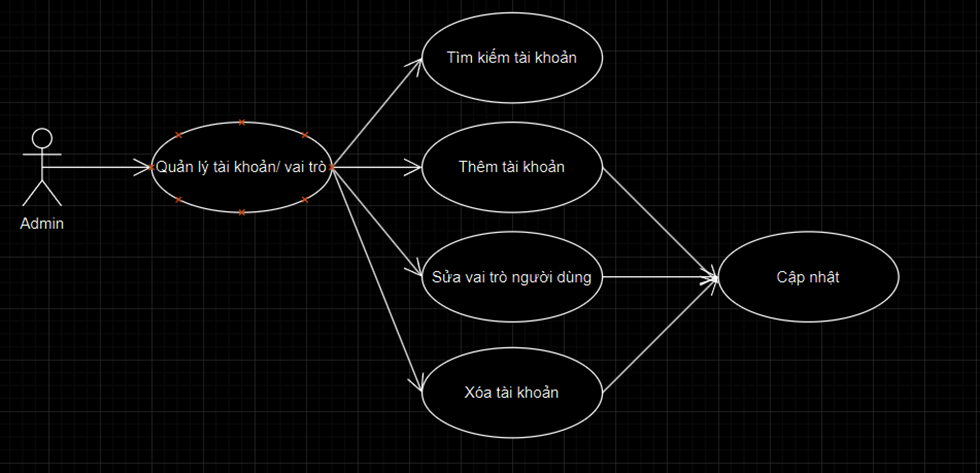 Tìm kiếm tài khoản
Quản lý tài khoản/ vai trò
Thêm tài khoản
Admin
Sửa vai trò người dùng
Cập nhật
Xóa tài khoản